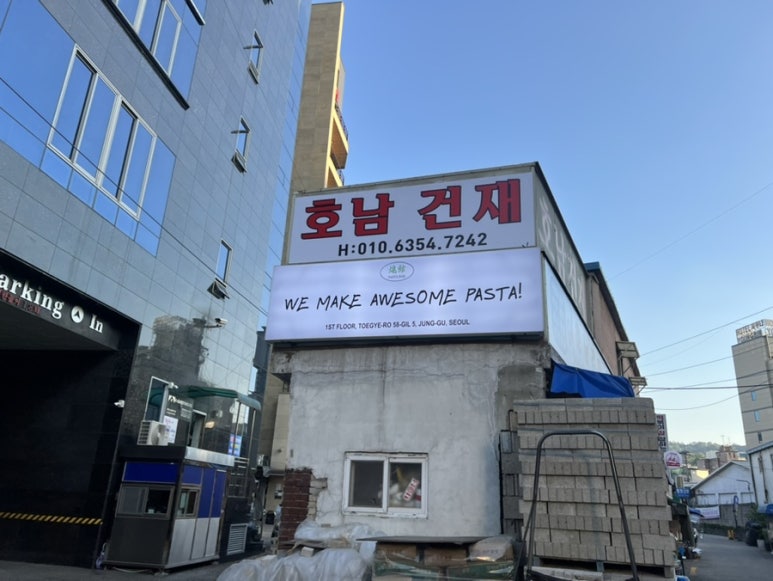 호남 건재
H:010.6354.7242
WE MAKE AWESOME PASTA!
1ST FLOOR, TOEGYE-RO 58-GIL 5, JUNG-GU, SEOUL
arking In